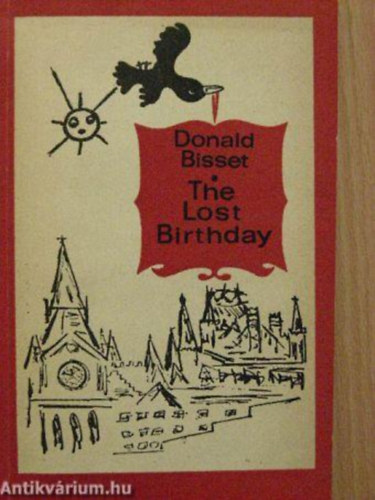 Donald
Bisset
•
The
Lost
Birthday
Antikvárium.hu